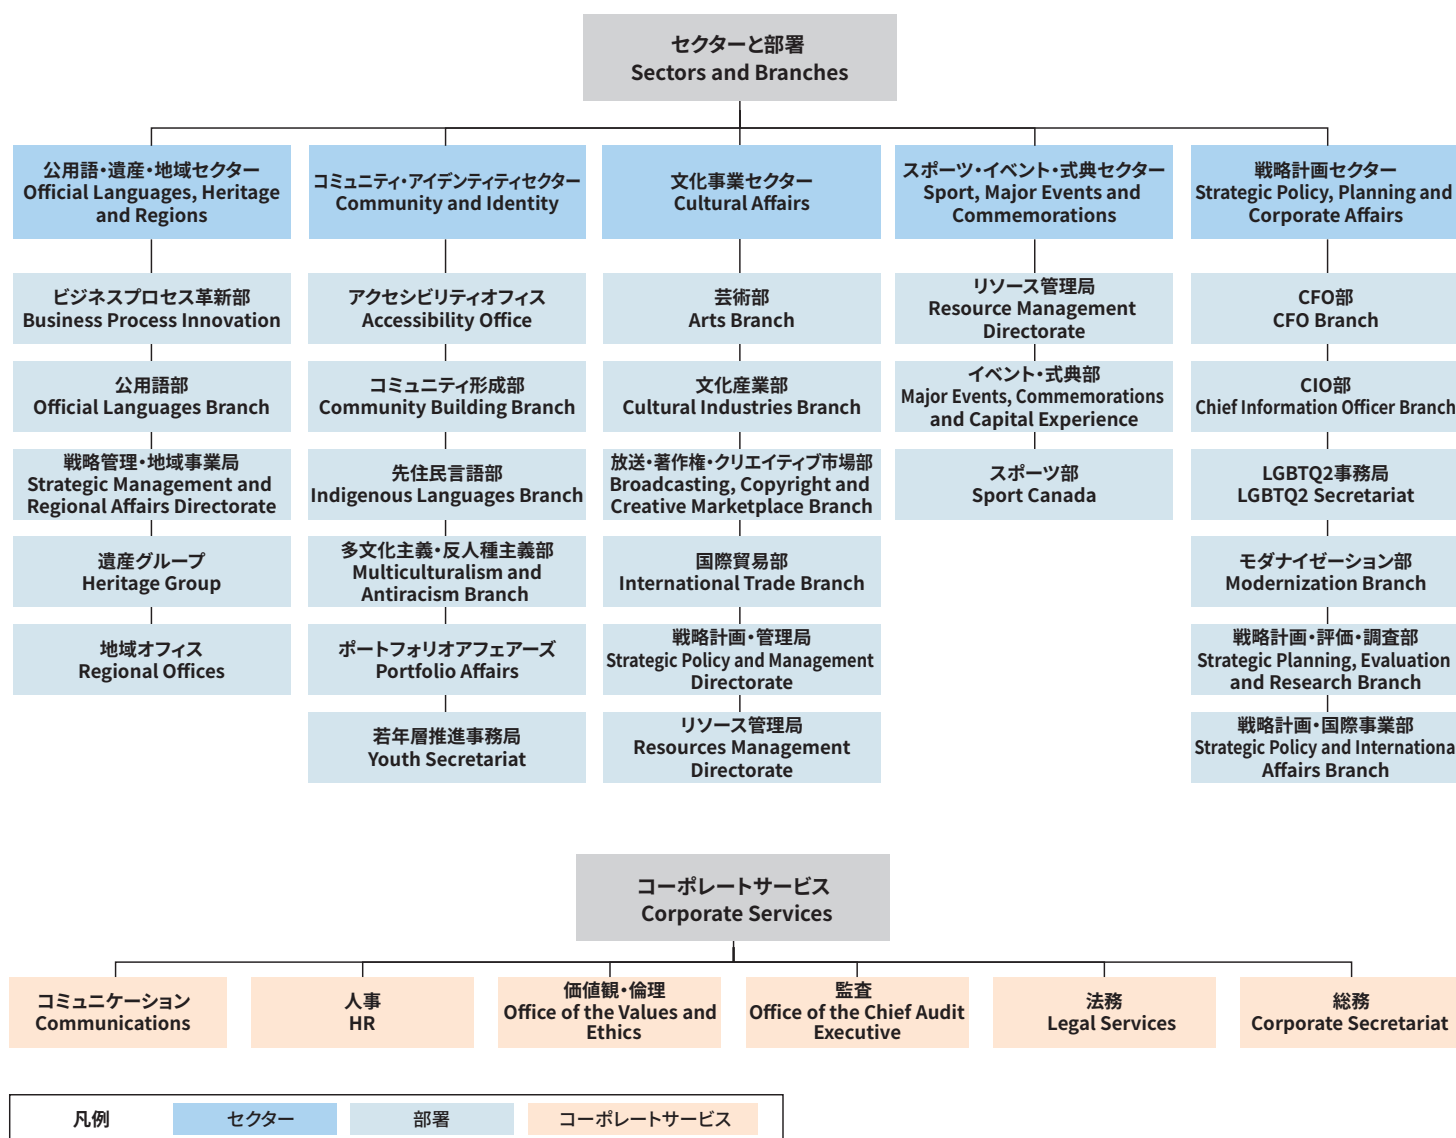 セクターと部署
Sectors and Branches
公用語・遺産・地域セクター
Official Languages, Heritage
and Regions
ビジネスプロセス革新部
Business Process Innovation
公用語部
Official Languages Branch
戦略管理・地域事業局
Strategic Management and
Regional Affairs Directorate
遺産グループ
Heritage Group
地域オフィス
Regional Offices
コミュニティ・アイデンティティセクター
Community and Identity
アクセシビリティオフィス
Accessibility Office
コミュニティ形成部
Community Building Branch
先住民言語部
Indigenous Languages Branch
多文化主義・反人種主義部
Multiculturalism and
Antiracism Branch
ポートフォリオアフェアーズ
Portfolio Affairs
若年層推進事務局
Youth Secretariat
文化事業セクター
Cultural Affairs
芸術部
Arts Branch
文化産業部
Cultural Industries Branch
放送・著作権・クリエイティブ市場部
Broadcasting, Copyright and
Creative Marketplace Branch
国際貿易部
International Trade Branch
戦略計画・管理局
Strategic Policy and Management
Directorate
リソース管理局
Resources Management
Directorate
スポーツ・イベント・式典セクター
Sport, Major Events and
Commemorations
リソース管理局
Resource Management
Directorate
イベント・式典部
Major Events, Commemorations
and Capital Experience
スポーツ部
Sport Canada
戦略計画セクター
Strategic Policy, Planning and
Corporate Affairs
CFO部
CFO Branch
CIO部
Chief Information Officer Branch
LGBTQ2事務局
LGBTQ2 Secretariat
モダナイゼーション部
Modernization Branch
戦略計画・評価・調査部
Strategic Planning, Evaluation
and Research Branch
戦略計画・国際事業部
Strategic Policy and Internationa
Affairs Branch
コーポレートサービス
Corporate Services
コミュニケーション
Communications
人事
HR
価値観・倫理
Office of the Values and
Ethics
監査
Office of the Chief Audit
Executive
法務
Legal Services
総務
Corporate Secretariat
凡例 セクター 部署 コーポレートサービス